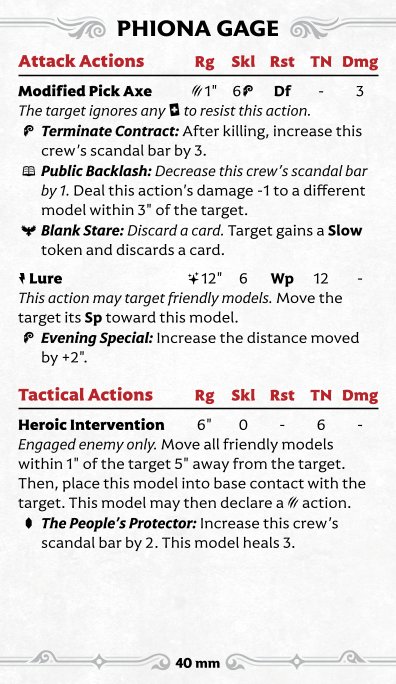 PHIONA GAGE
Attack Actions Rg Skl Rst TN Dmg
Modified Pick Axe 1" 6 Df - 3
The target ignores any to resist this action.
Terminate Contract: After killing, increase this
crew's scandal bar by 3.
Public Backlash: Decrease this crew's scandal bar
by 1. Deal this action's damage -1 to a different
model within 3" of the target.
Blank Stare: Discard a card. Target gains a Slow
token and discards a card.
Lure 12" 6 Wp 12 -
This action may target friendly models. Move the
target its Sp toward this model.
Evening Special: Increase the distance moved
by +2".
Tactical Actions Rg Skl Rst TN Dmg
Heroic Intervention 6" 0 - 6 -
Engaged enemy only. Move all friendly models
within 1" of the target 5" away from the target.
Then, place this model into base contact with the
target. This model may then declare a action.
The People's Protector: Increase this crew's
scandal bar by 2. This model heals 3.
40 mm